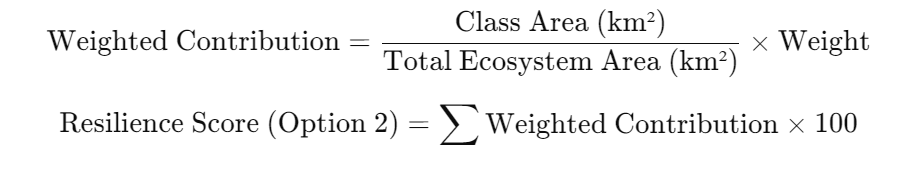 Weighted Contribution = Class Area (km²) / Total Ecosystem Area (km²) × Weight
Resilience Score (Option 2) = ∑ Weighted Contribution × 100